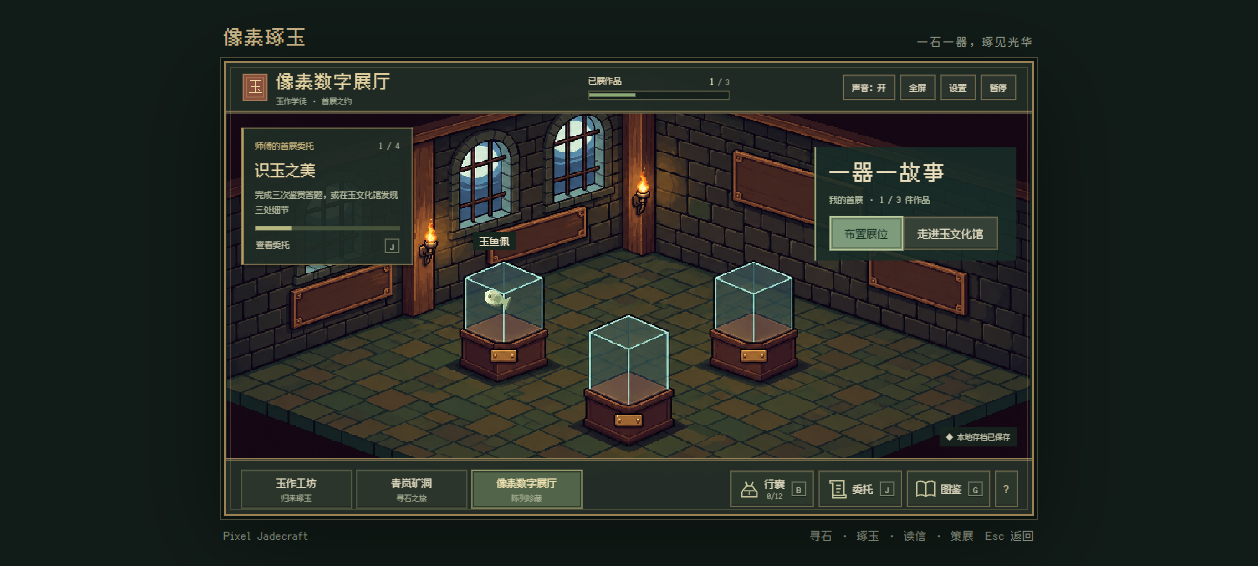 像素琢玉
一石一器，琢见光华
玉
像素数字展厅
玉作学徒 · 首展之约
已展作品 1 / 3
声音: 开
全屏
设置
暂停
师傅的首展委托 1 / 4
识玉之美
完成三次鉴赏答题，或在玉文化馆发现
三处细节
查看委托 J
玉鱼佩
一器一故事
我的首展 · 1 / 3 件作品
布置展位
走进玉文化馆
◆ 本地存档已保存
玉作工坊
归来琢玉
青岚矿洞
寻石之旅
像素数字展厅
陈列珍藏
行囊 B
0/12
委托 J
图鉴 G
?
Pixel Jadecraft
寻石 · 琢玉 · 读信 · 策展 Esc 返回